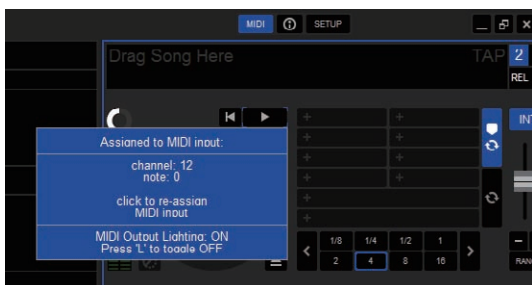 MIDI SETUP
Drag Song Here TAP 2
REL
Assigned to MIDI input:
channel: 12
note: 0
click to re-assign
MIDI input
MIDI Output Lighting: ON
Press 'L' to toggle OFF
1/8 1/4 1/2 1
2 4 8 16